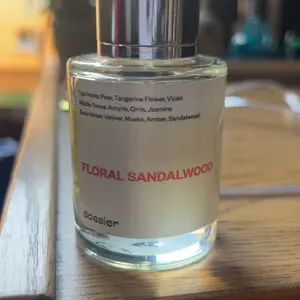 Top Notes: Pear, Tangerine Flower, Violet
Middle Notes: Amyris, Orris, Jasmine
Base Notes: Vetiver, Musks, Amber, Sandalwood
FLORAL SANDALWOOD
dossier